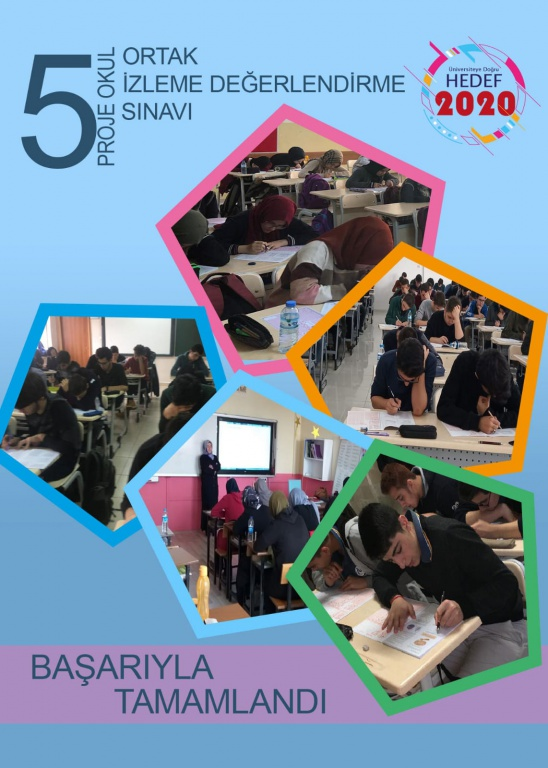 5
PROJE OKUL
ORTAK
İZLEME DEĞERLENDİRME
SINAVI
Üniversiteye Doğru
HEDEF
2020
BAŞARIYLA
TAMAMLANDI